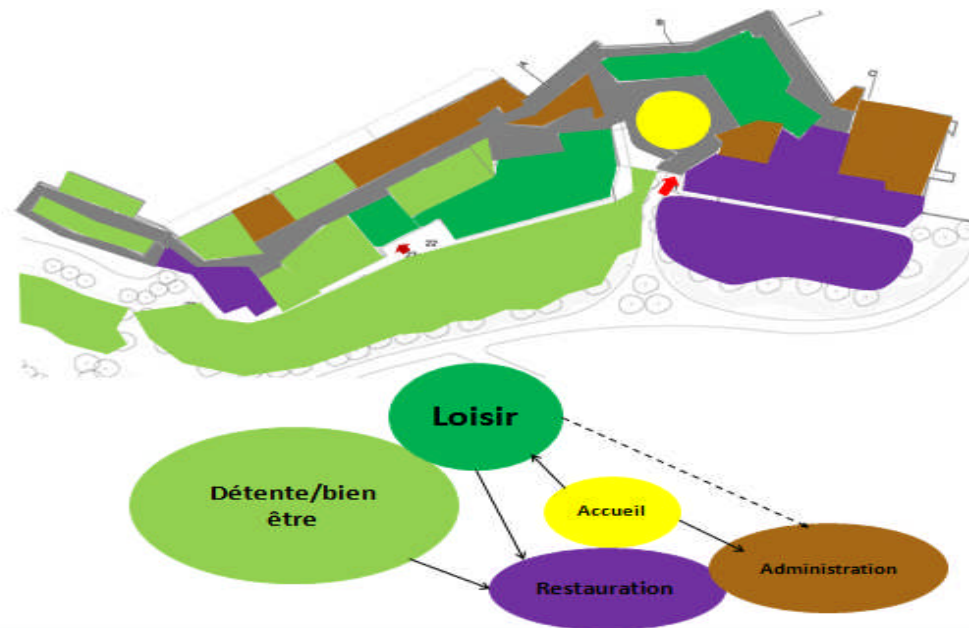 B
22
Loisir
Détente/bien
être
Accueil
Restauration
Administration